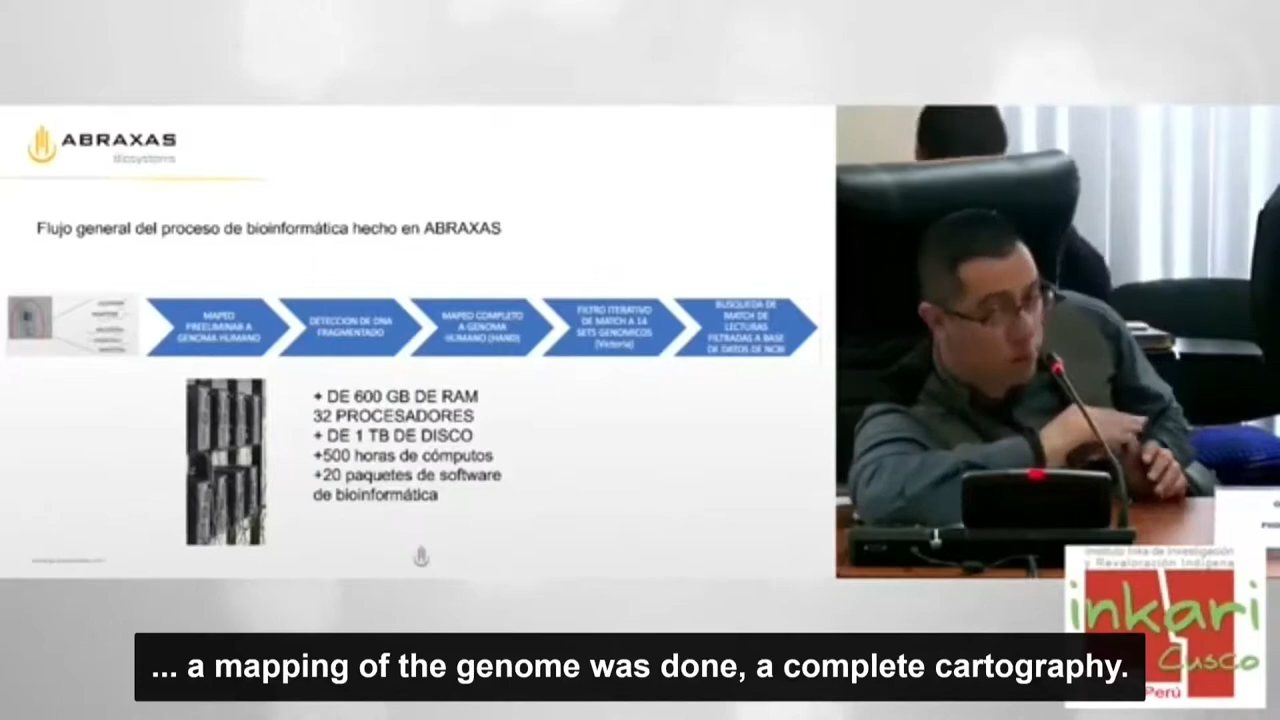 ABRAXAS
Biosystems
Flujo general del proceso de bioinformática hecho en ABRAXAS
MAPEO
PREELIMINAR A
GENOMA HUMANO
DETECCION DE DNA
FRAGMENTADO
MAPEO COMPLETO
A GENOMA
HUMANO (HAND)
FILTRO ITERATIVO
DE MATCH A 14
SETS GENOMICOS
(Victoria)
BUSQUEDA DE
MATCH DE
LECTURAS
FILTRADAS A BASE
DE DATOS DE NCBI
+ DE 600 GB DE RAM
32 PROCESADORES
+ DE 1 TB DE DISCO
+500 horas de cómputos
+20 paquetes de software
de bioinformática
Instituto Inka de Investigación
y Revaloración Indígena
inkari
Cusco
Perú
... a mapping of the genome was done, a complete cartography.